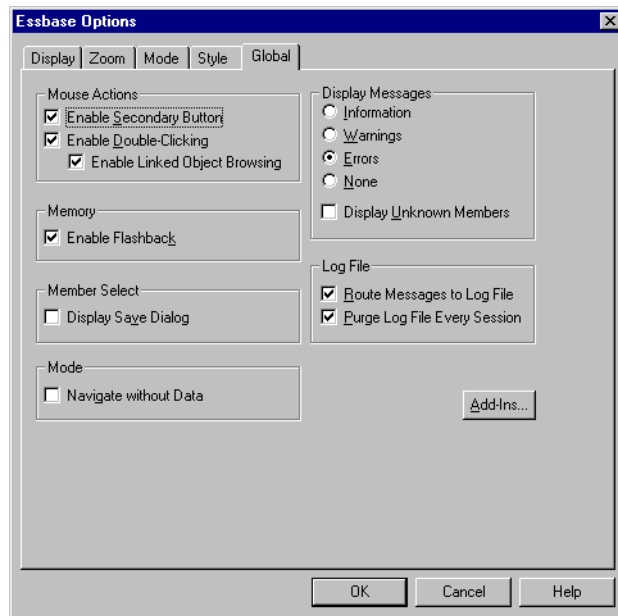 Essbase Options
Display
Zoom
Mode
Style
Global
Mouse Actions
Enable Secondary Button
Enable Double-Clicking
Enable Linked Object Browsing
Memory
Enable Flashback
Member Select
Display Save Dialog
Mode
Navigate without Data
Display Messages
Information
Warnings
Errors
None
Display Unknown Members
Log File
Route Messages to Log File
Purge Log File Every Session
Add-Ins...
OK
Cancel
Help